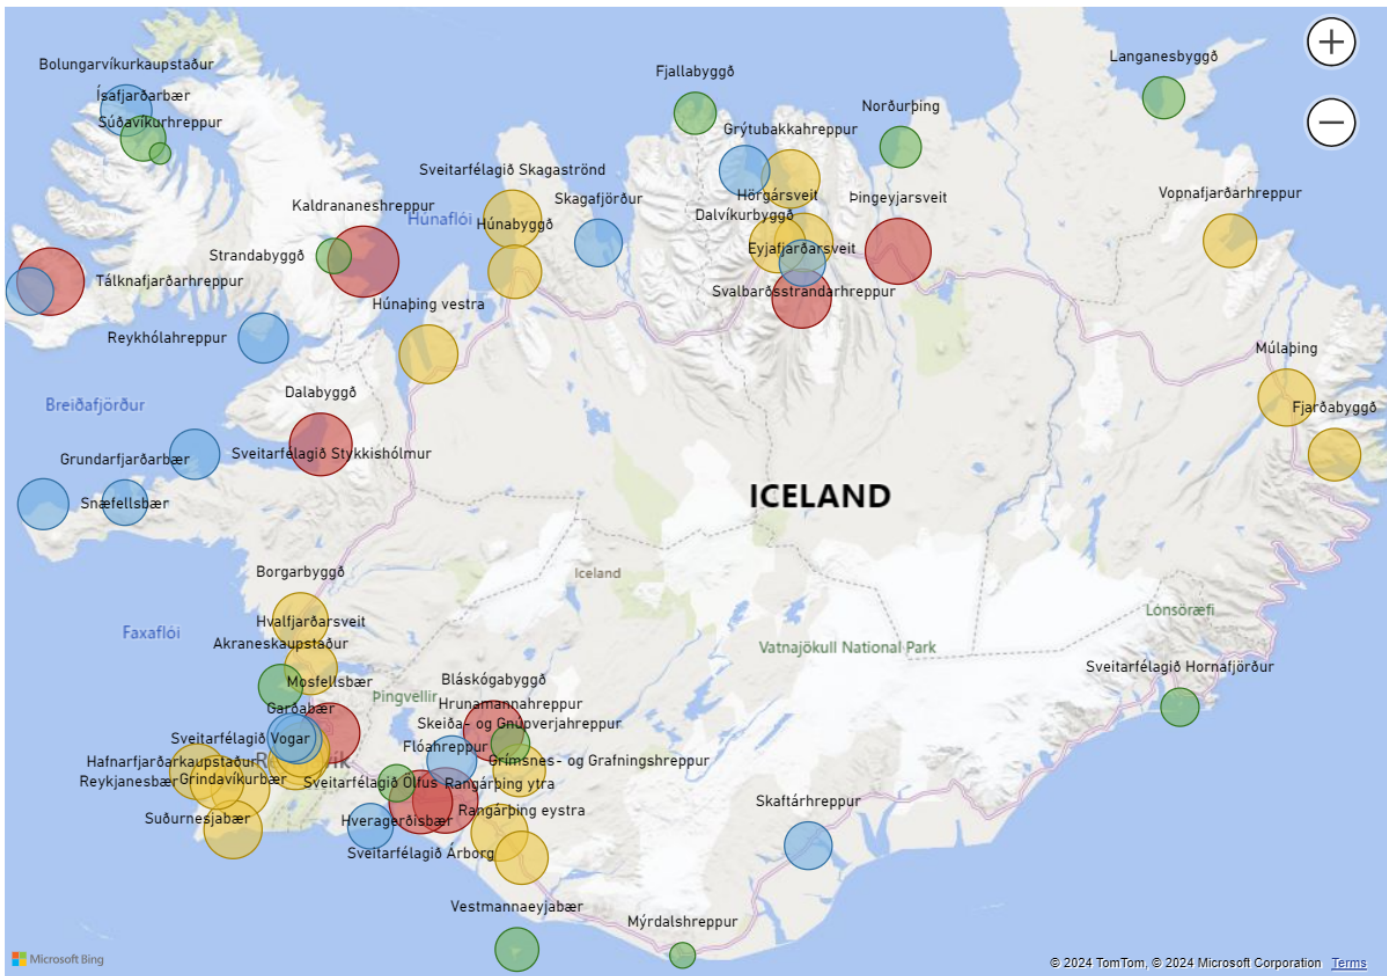 Bolungarvíkurkaupstaður
Ísafjarðarbær
Súðavíkurhreppur
Fjallabyggð
Langanesbyggð
Norðurþing
Grýtubakkahreppur
Sveitarfélagið Skagaströnd
Hörgársveit
Skagafjörður
Þingeyjarsveit
Vopnafjarðarhreppur
Kaldrananeshreppur
Húnaflói
Húnabyggð
Dalvíkurbyggð
Strandabyggð
Eyjafjarðarsveit
Tálknafjarðarhreppur
Svalbarðsstrandarhreppur
Húnaþing vestra
Reykhólahreppur
Múlaþing
Dalabyggð
Breiðafjörður
Fjarðabyggð
Sveitarfélagið Stykkishólmur
Grundarfjarðarbær
Snæfellsbær
ICELAND
Borgarbyggð
Iceland
Hvalfjarðarsveit
Lónsöræfi
Faxaflói
Akraneskaupstaður
Vatnajökull National Park
Sveitarfélagið Hornafjörður
Mosfellsbær
Bláskógabyggð
Þingvellir
Hrunamannahreppur
Garðabær
Skeiða- og Gnúpverjahreppur
Sveitarfélagið Vogar
Flóahreppur
Hafnarfjarðarkaupstaður
Grímsnes- og Grafningshreppur
Reykjanesbær
Grindavíkurbær
Sveitarfélagið Ölfus
Rangárþing ytra
Skaftárhreppur
Suðurnesjabær
Hveragerðisbær
Rangárþing eystra
Sveitarfélagið Árborg
Vestmannaeyjabær
Mýrdalshreppur
Microsoft Bing
© 2024 TomTom, © 2024 Microsoft Corporation Terms